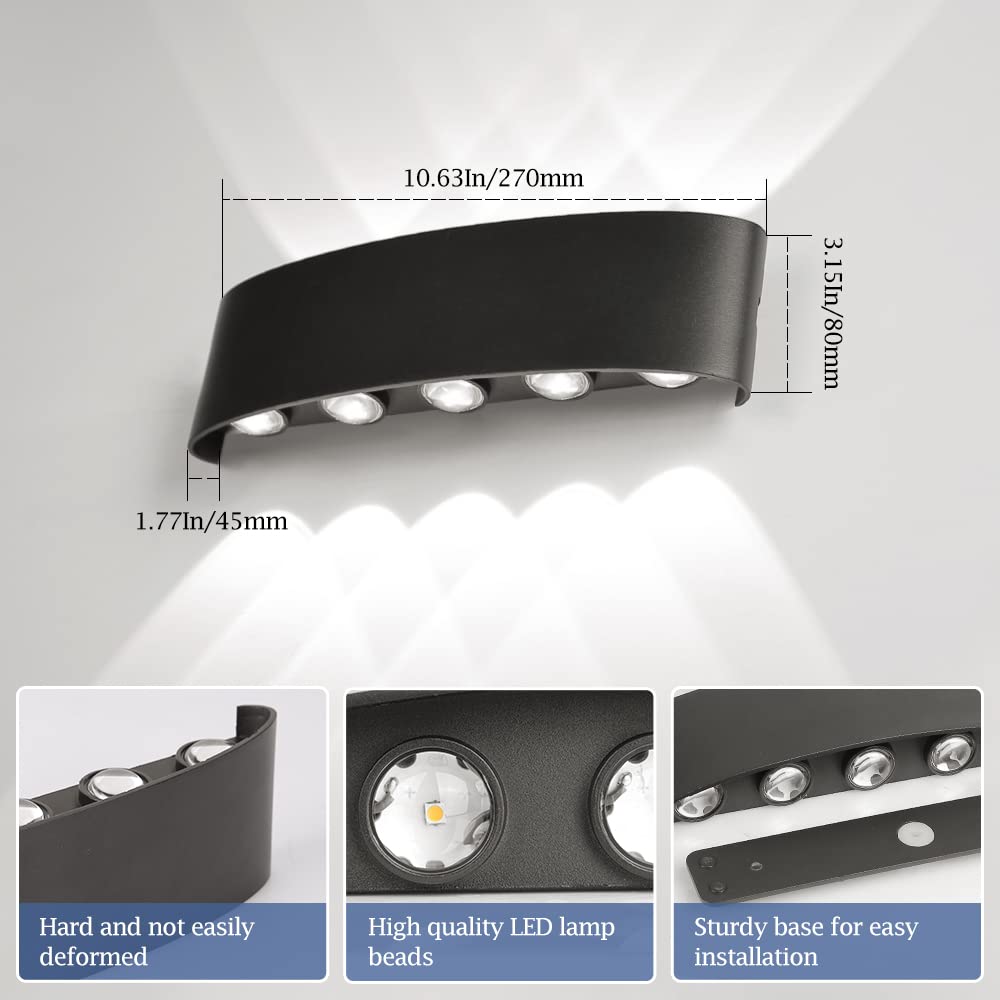 10.63In/270mm
3.15In/80mm
1.77In/45mm
Hard and not easily
deformed
High quality LED lamp
beads
Sturdy base for easy
installation